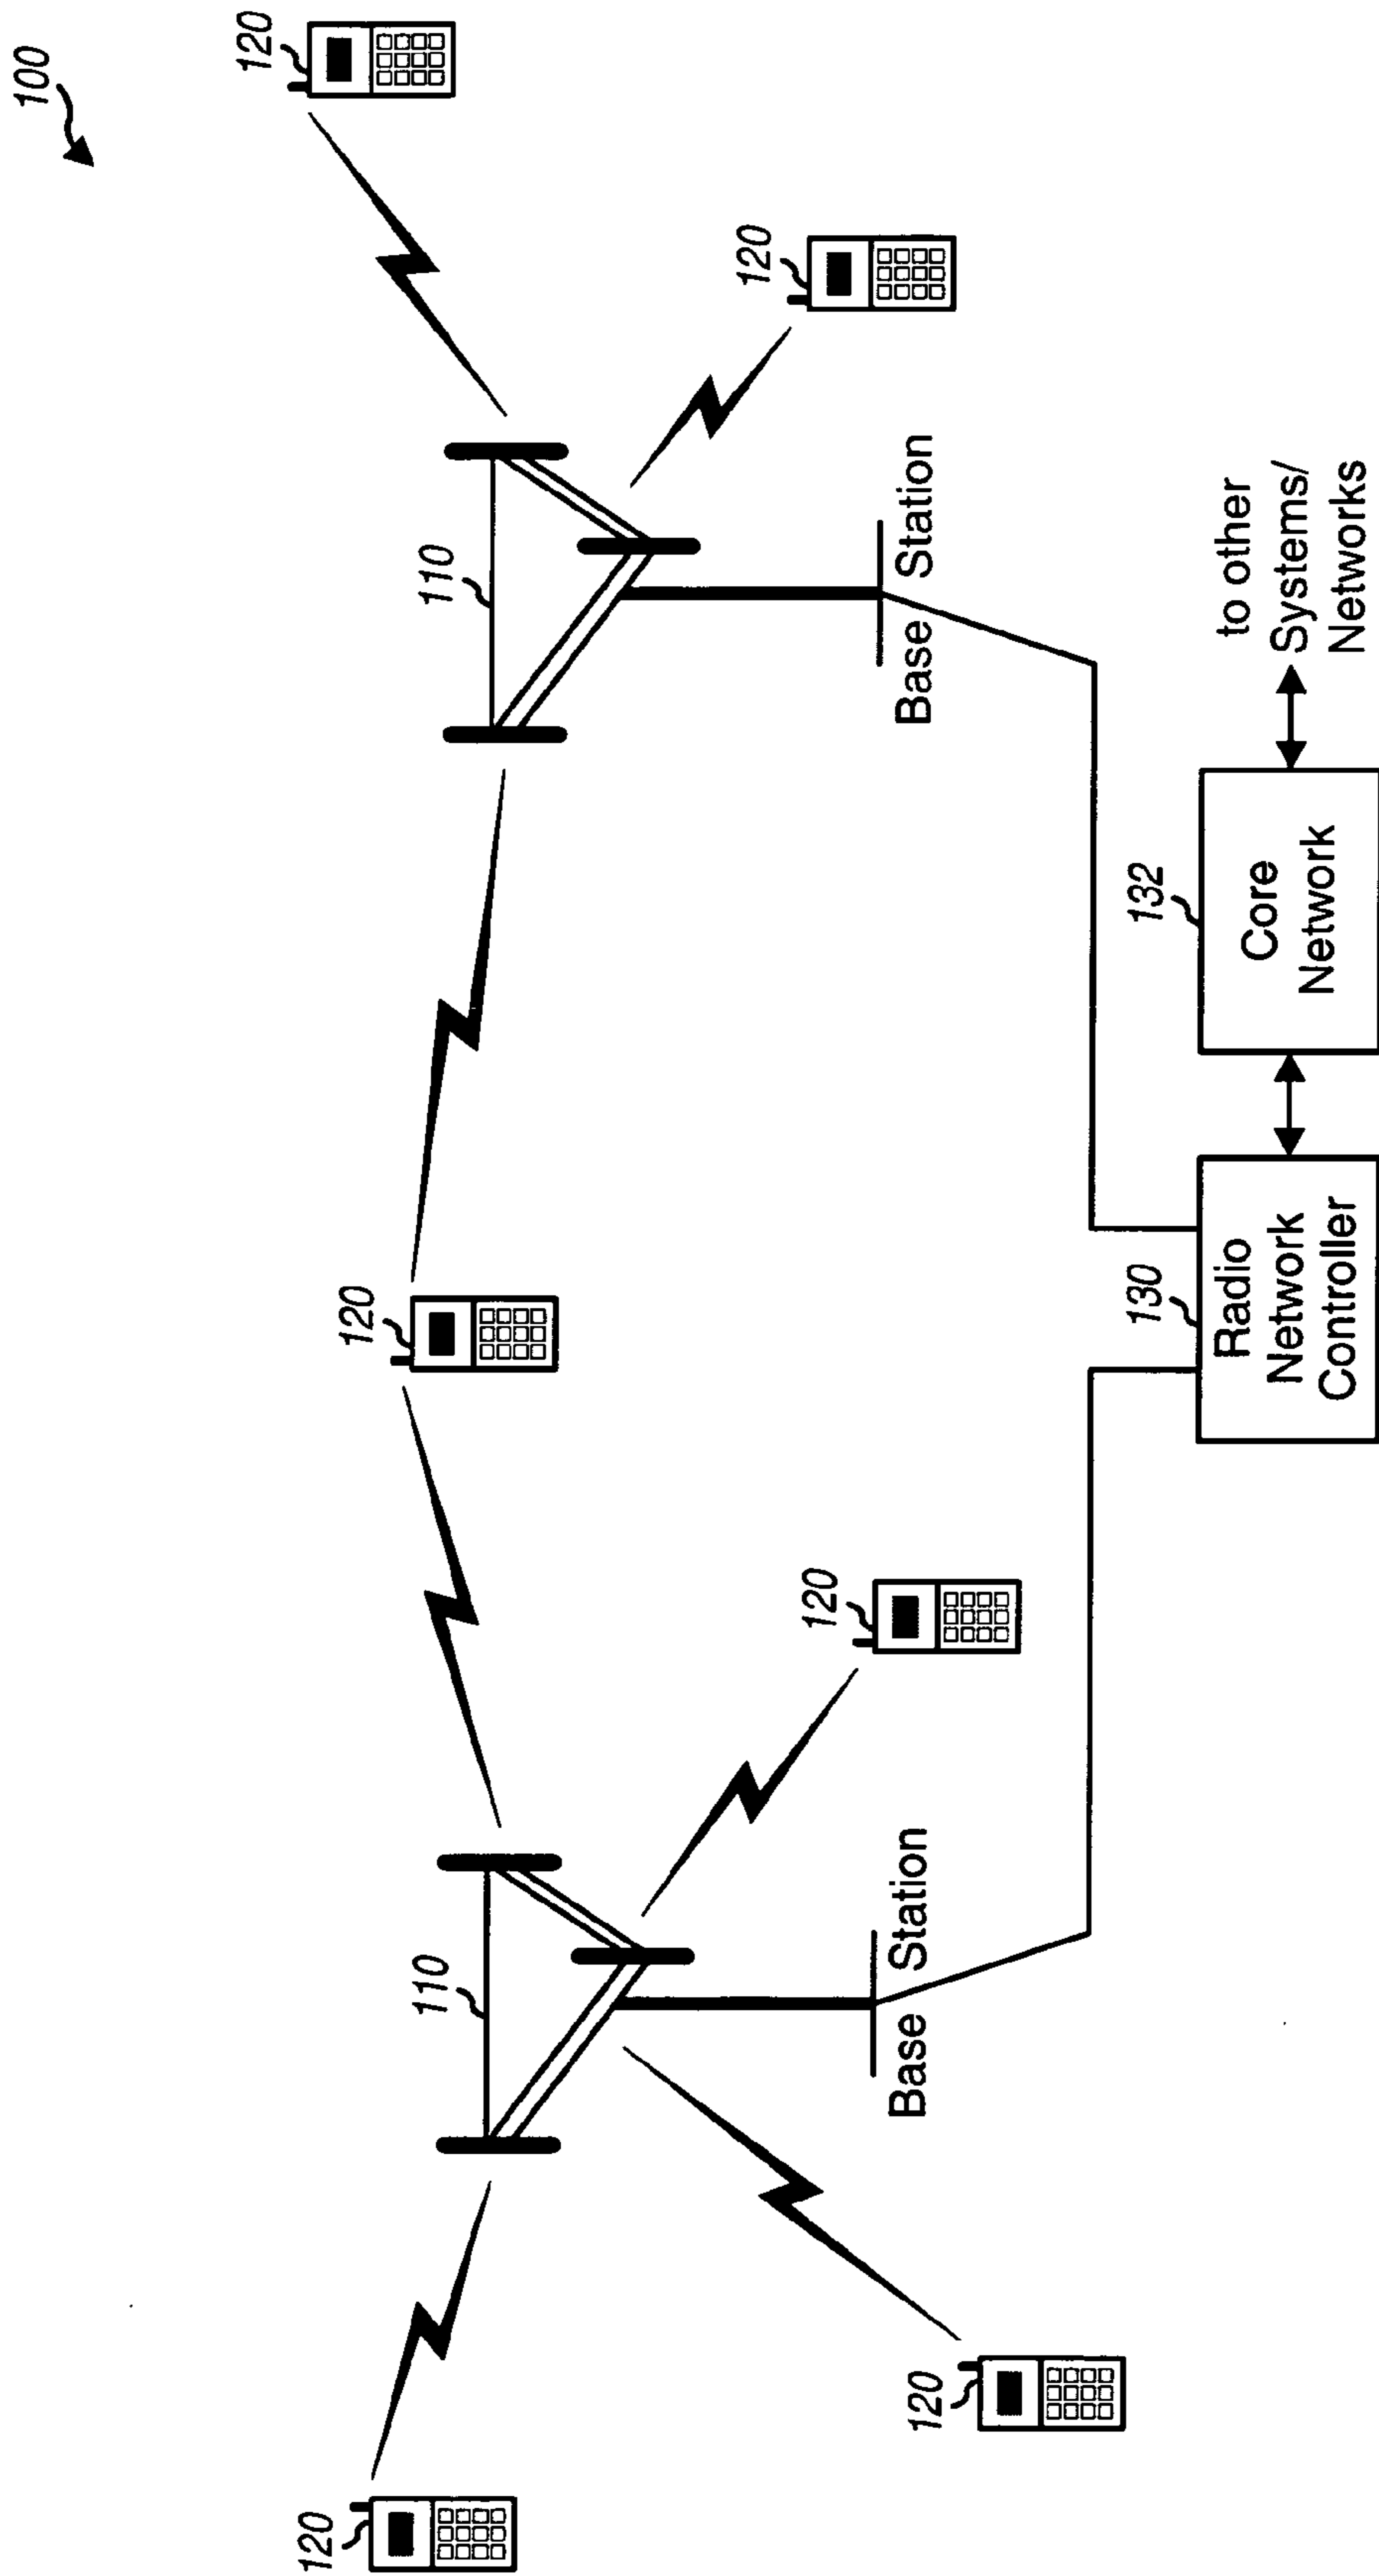 100
120
120
110
Base Station
120
110
120
Base Station
120
120
130
Radio
Network
Controller
132
Core
Network
to other
Systems/
Networks